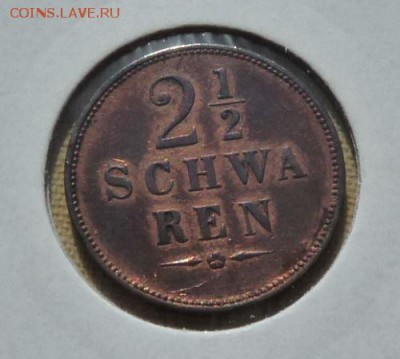 COINS.LAVE.RU
2 1/2
SCHWA
REN